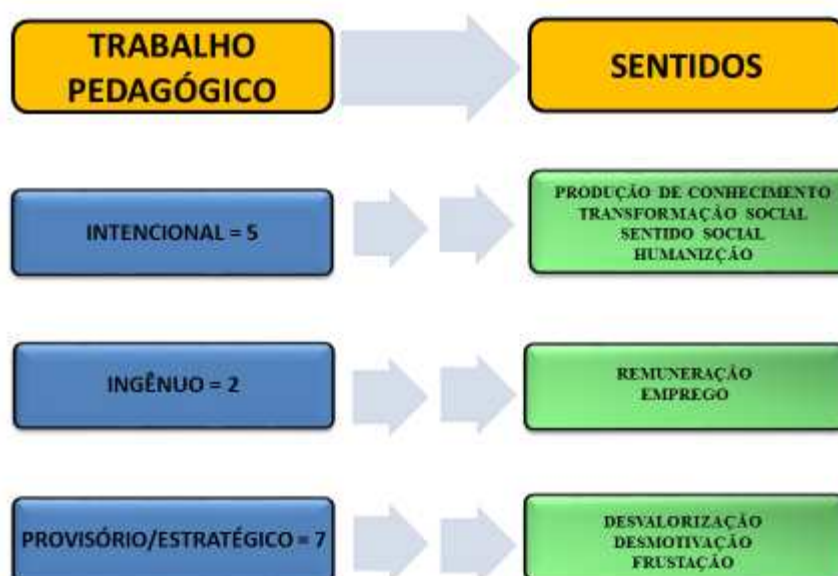 TRABALHO
PEDAGÓGICO
SENTIDOS
INTENCIONAL = 5
PRODUÇÃO DE CONHECIMENTO
TRANSFORMAÇÃO SOCIAL
SENTIDO SOCIAL
HUMANIZÇÃO
INGÊNUO = 2
REMUNERAÇÃO
EMPREGO
PROVISÓRIO/ESTRATÉGICO = 7
DESVALORIZAÇÃO
DESMOTIVAÇÃO
FRUSTAÇÃO